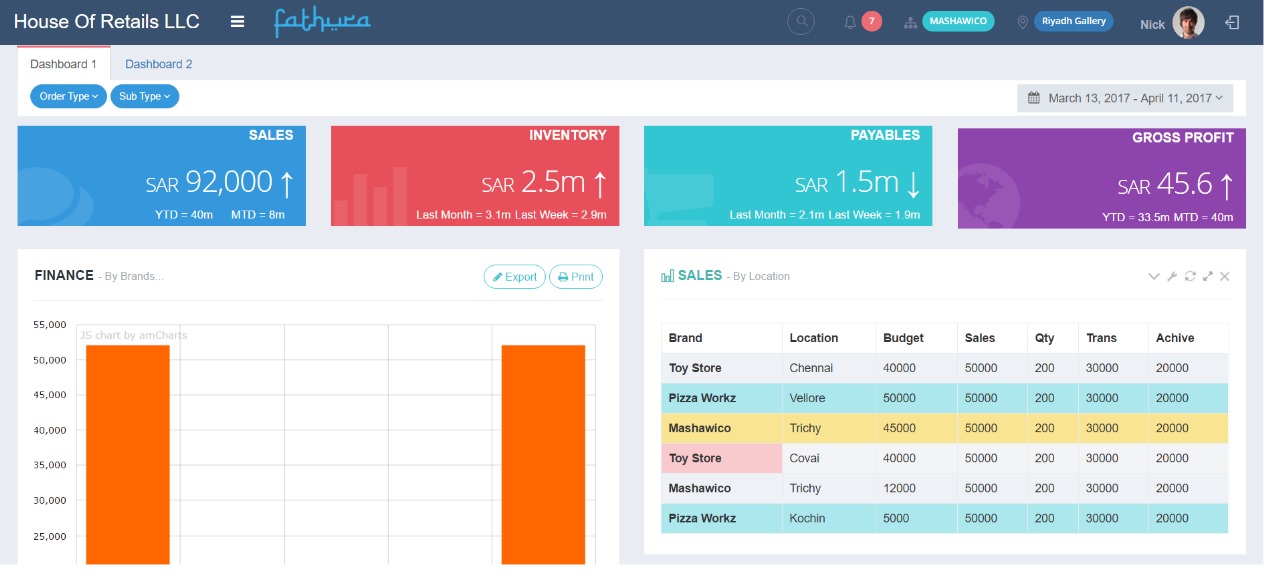 House Of Retails LLC fathura 7 MASHAWICO Riyadh Gallery Nick
Dashboard 1 Dashboard 2
Order Type Sub Type March 13, 2017 - April 11, 2017
SALES
SAR 92,000 ↑
YTD = 40m MTD = 8m
INVENTORY
SAR 2.5m ↑
Last Month = 3.1m Last Week = 2.9m
PAYABLES
SAR 1.5m ↓
Last Month = 2.1m Last Week = 1.9m
GROSS PROFIT
SAR 45.6 ↑
YTD = 33.5m MTD = 40m
FINANCE - By Brands... Export Print
JS chart by amCharts
55,000
50,000
45,000
40,000
35,000
30,000
25,000
SALES - By Location
Brand Location Budget Sales Qty Trans Achive
Toy Store Chennai 40000 50000 200 30000 20000
Pizza Workz Vellore 50000 50000 200 30000 20000
Mashawico Trichy 45000 50000 200 30000 20000
Toy Store Covai 40000 50000 200 30000 20000
Mashawico Trichy 12000 50000 200 30000 20000
Pizza Workz Kochin 5000 50000 200 30000 20000